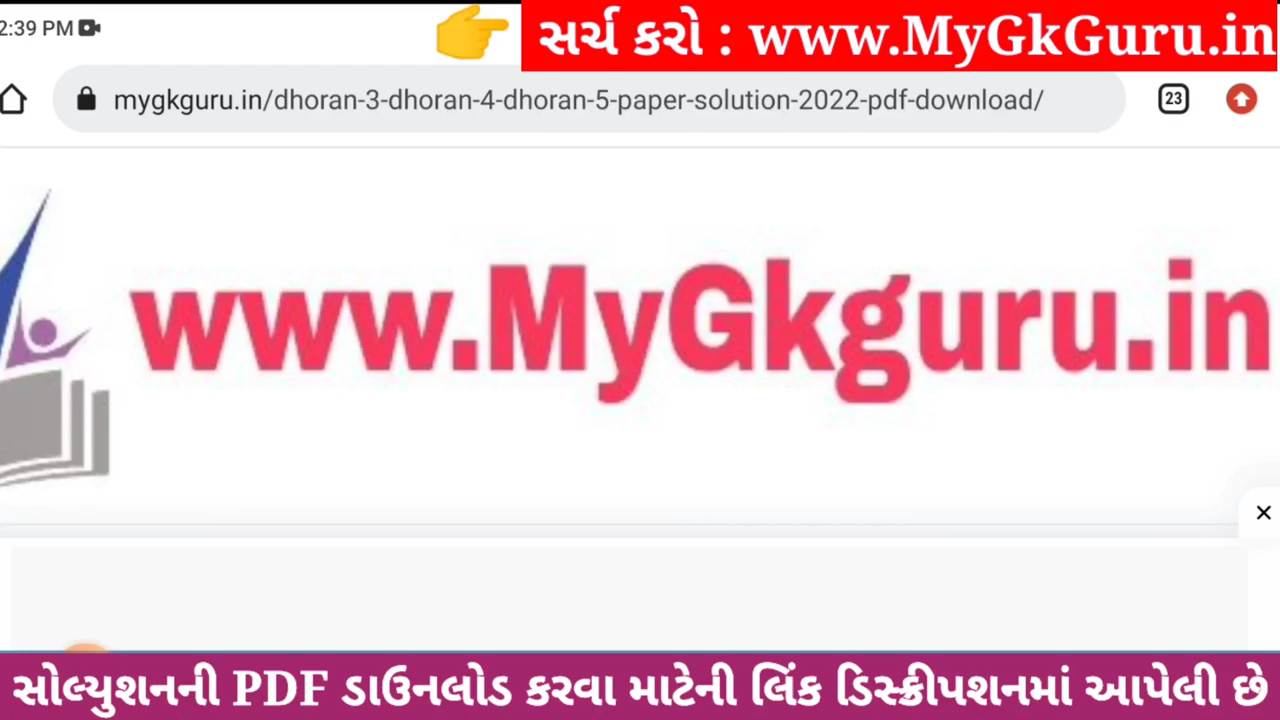 2:39 PM
સર્ચ કરો : www.MyGkGuru.in
mygkguru.in/dhoran-3-dhoran-4-dhoran-5-paper-solution-2022-pdf-download/
23
www.MyGkguru.in
સોલ્યુશનની PDF ડાઉનલોડ કરવા માટેની લિંક ડિસ્ક્રીપશનમાં આપેલી છે